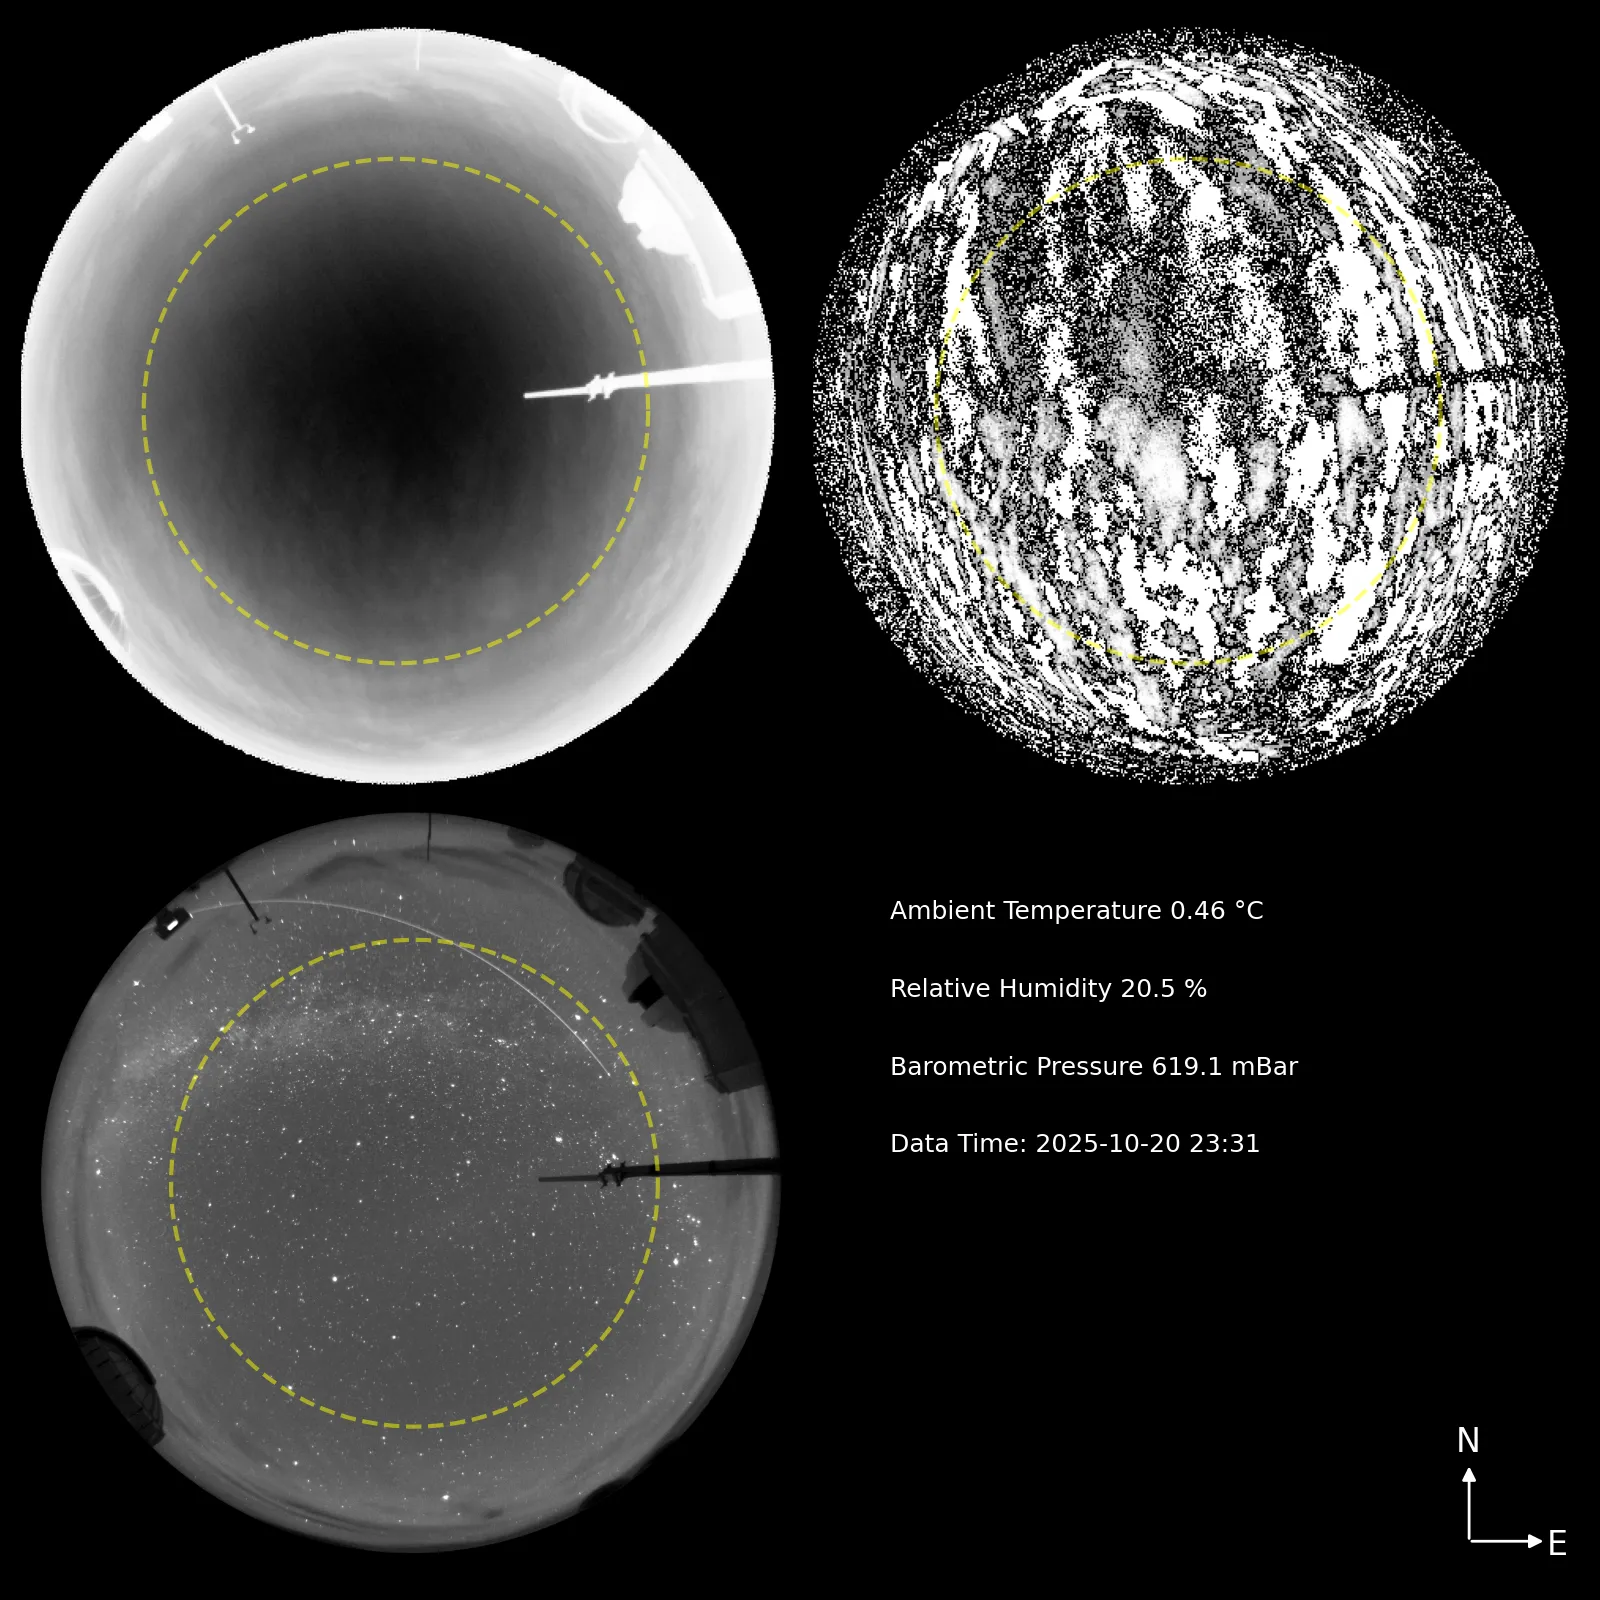 Ambient Temperature 0.46 °C
Relative Humidity 20.5 %
Barometric Pressure 619.1 mBar
Data Time: 2025-10-20 23:31
N
E